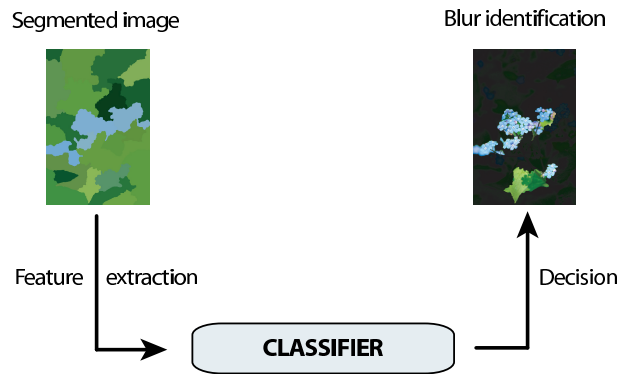 Segmented image
Blur identification
Feature extraction
Decision
CLASSIFIER